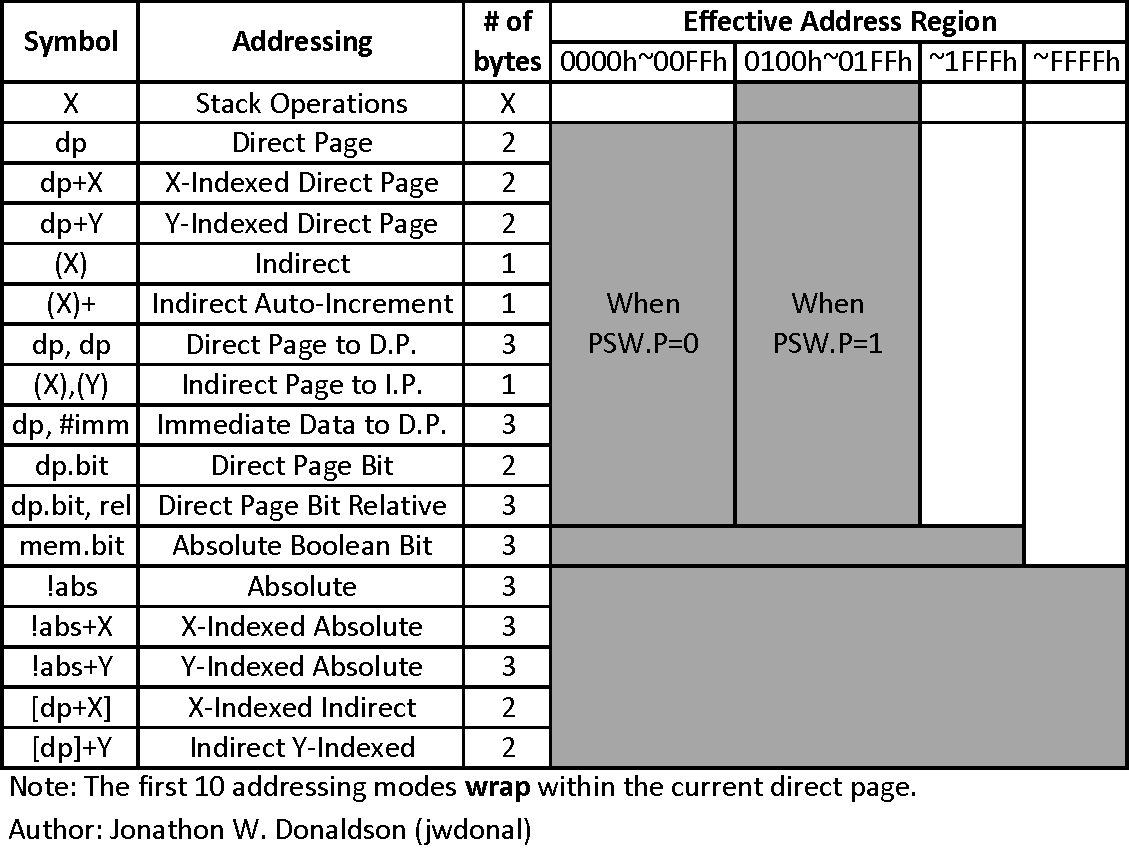 Symbol Addressing # of bytes Effective Address Region
0000h~00FFh 0100h~01FFh ~1FFFh ~FFFFh
X Stack Operations X
dp Direct Page 2
dp+X X-Indexed Direct Page 2
dp+Y Y-Indexed Direct Page 2
(X) Indirect 1
(X)+ Indirect Auto-Increment 1
When PSW.P=0 When PSW.P=1
dp, dp Direct Page to D.P. 3
(X),(Y) Indirect Page to I.P. 1
dp, #imm Immediate Data to D.P. 3
dp.bit Direct Page Bit 2
dp.bit, rel Direct Page Bit Relative 3
mem.bit Absolute Boolean Bit 3
!abs Absolute 3
!abs+X X-Indexed Absolute 3
!abs+Y Y-Indexed Absolute 3
[dp+X] X-Indexed Indirect 2
[dp]+Y Indirect Y-Indexed 2
Note: The first 10 addressing modes wrap within the current direct page.
Author: Jonathon W. Donaldson (jwdonal)